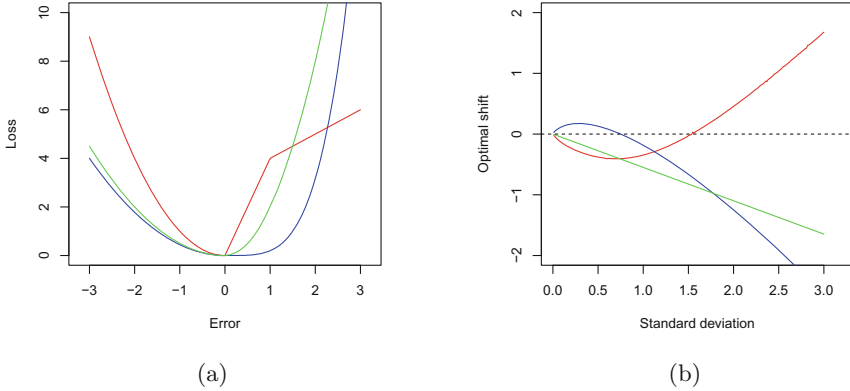 10
8
6
4
2
0
Loss
−3 −2 −1 0 1 2 3
Error
(a)
2
1
0
−1
−2
Optimal shift
0.0 0.5 1.0 1.5 2.0 2.5 3.0
Standard deviation
(b)